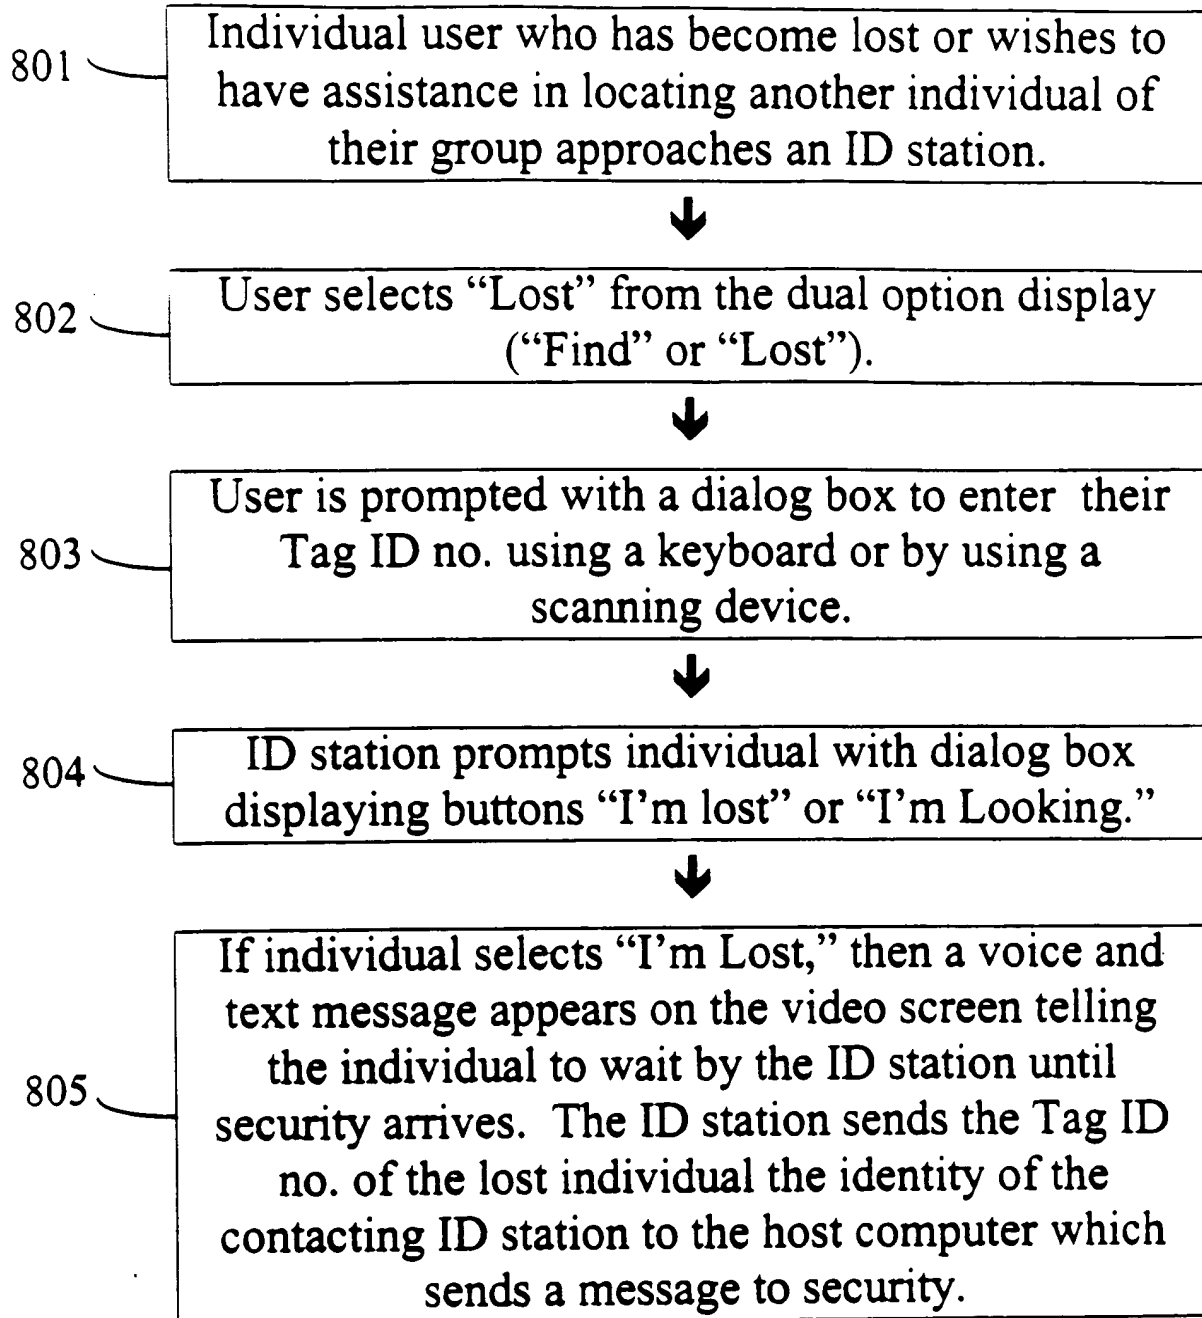 801
Individual user who has become lost or wishes to
have assistance in locating another individual of
their group approaches an ID station.
802
User selects “Lost” from the dual option display
(“Find” or “Lost”).
803
User is prompted with a dialog box to enter their
Tag ID no. using a keyboard or by using a
scanning device.
804
ID station prompts individual with dialog box
displaying buttons “I’m lost” or “I’m Looking.”
805
If individual selects “I’m Lost,” then a voice and
text message appears on the video screen telling
the individual to wait by the ID station until
security arrives. The ID station sends the Tag ID
no. of the lost individual the identity of the
contacting ID station to the host computer which
sends a message to security.